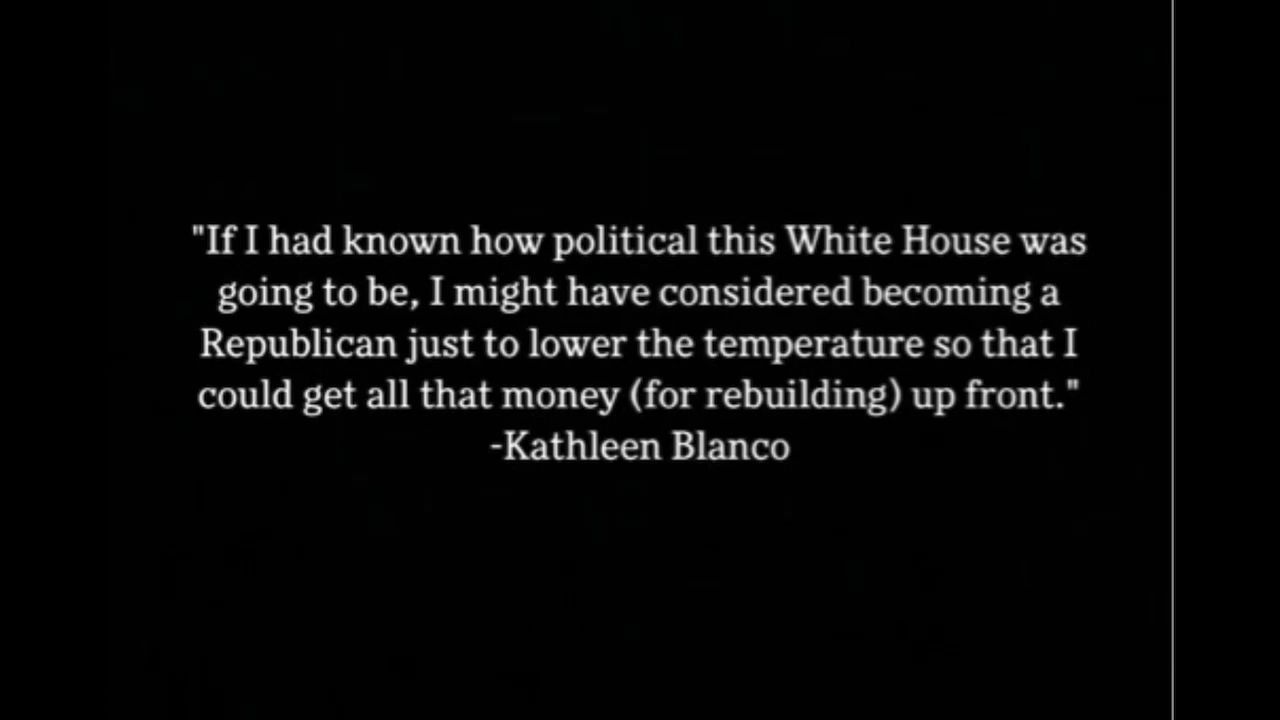 "If I had known how political this White House was
going to be, I might have considered becoming a
Republican just to lower the temperature so that I
could get all that money (for rebuilding) up front."
-Kathleen Blanco